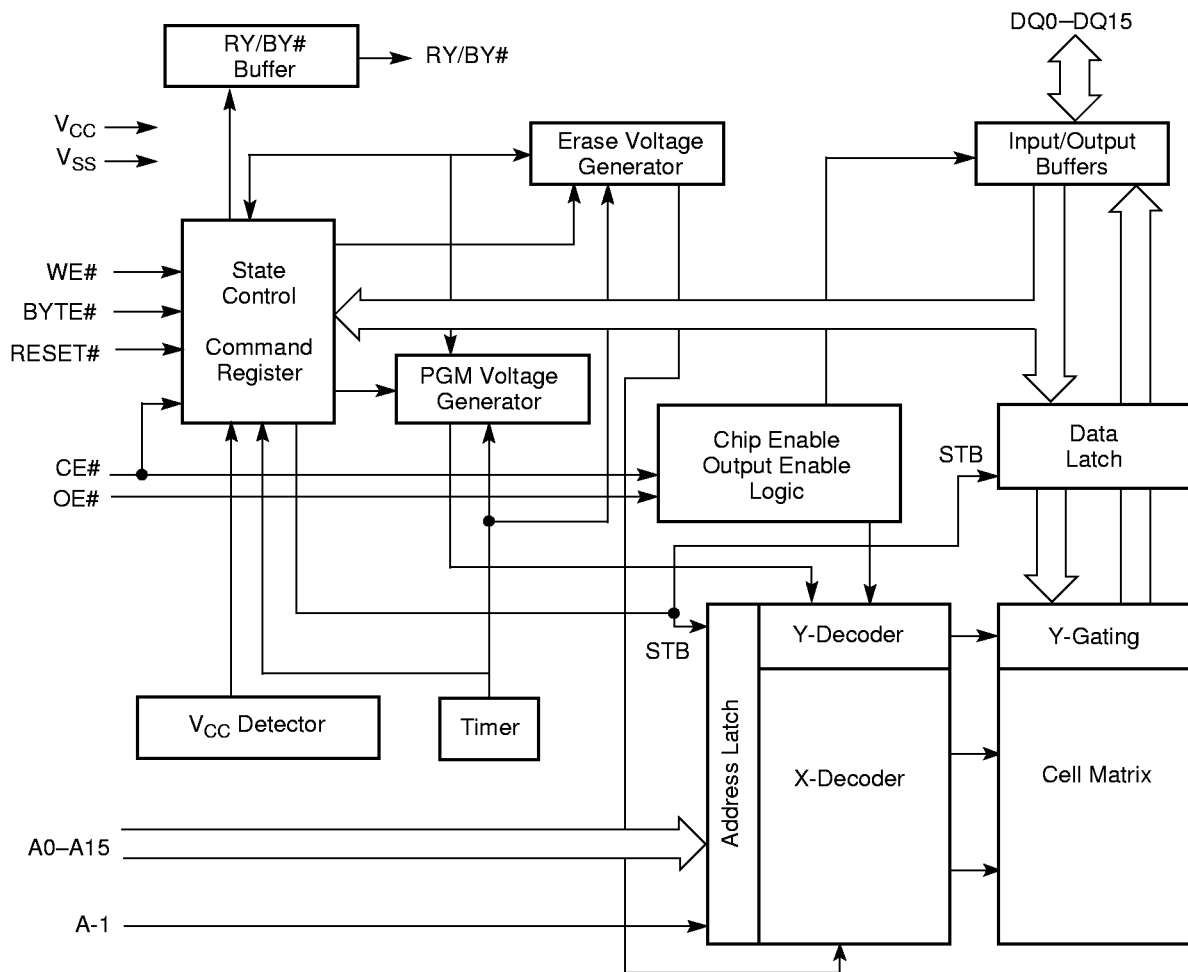 DQ0–DQ15
RY/BY#
Buffer
RY/BY#
VCC
VSS
Erase Voltage
Generator
Input/Output
Buffers
WE#
BYTE#
RESET#
State
Control
Command
Register
PGM Voltage
Generator
Chip Enable
Output Enable
Logic
STB
Data
Latch
CE#
OE#
STB
Y-Decoder
Y-Gating
VCC Detector
Timer
Address Latch
X-Decoder
Cell Matrix
A0–A15
A-1